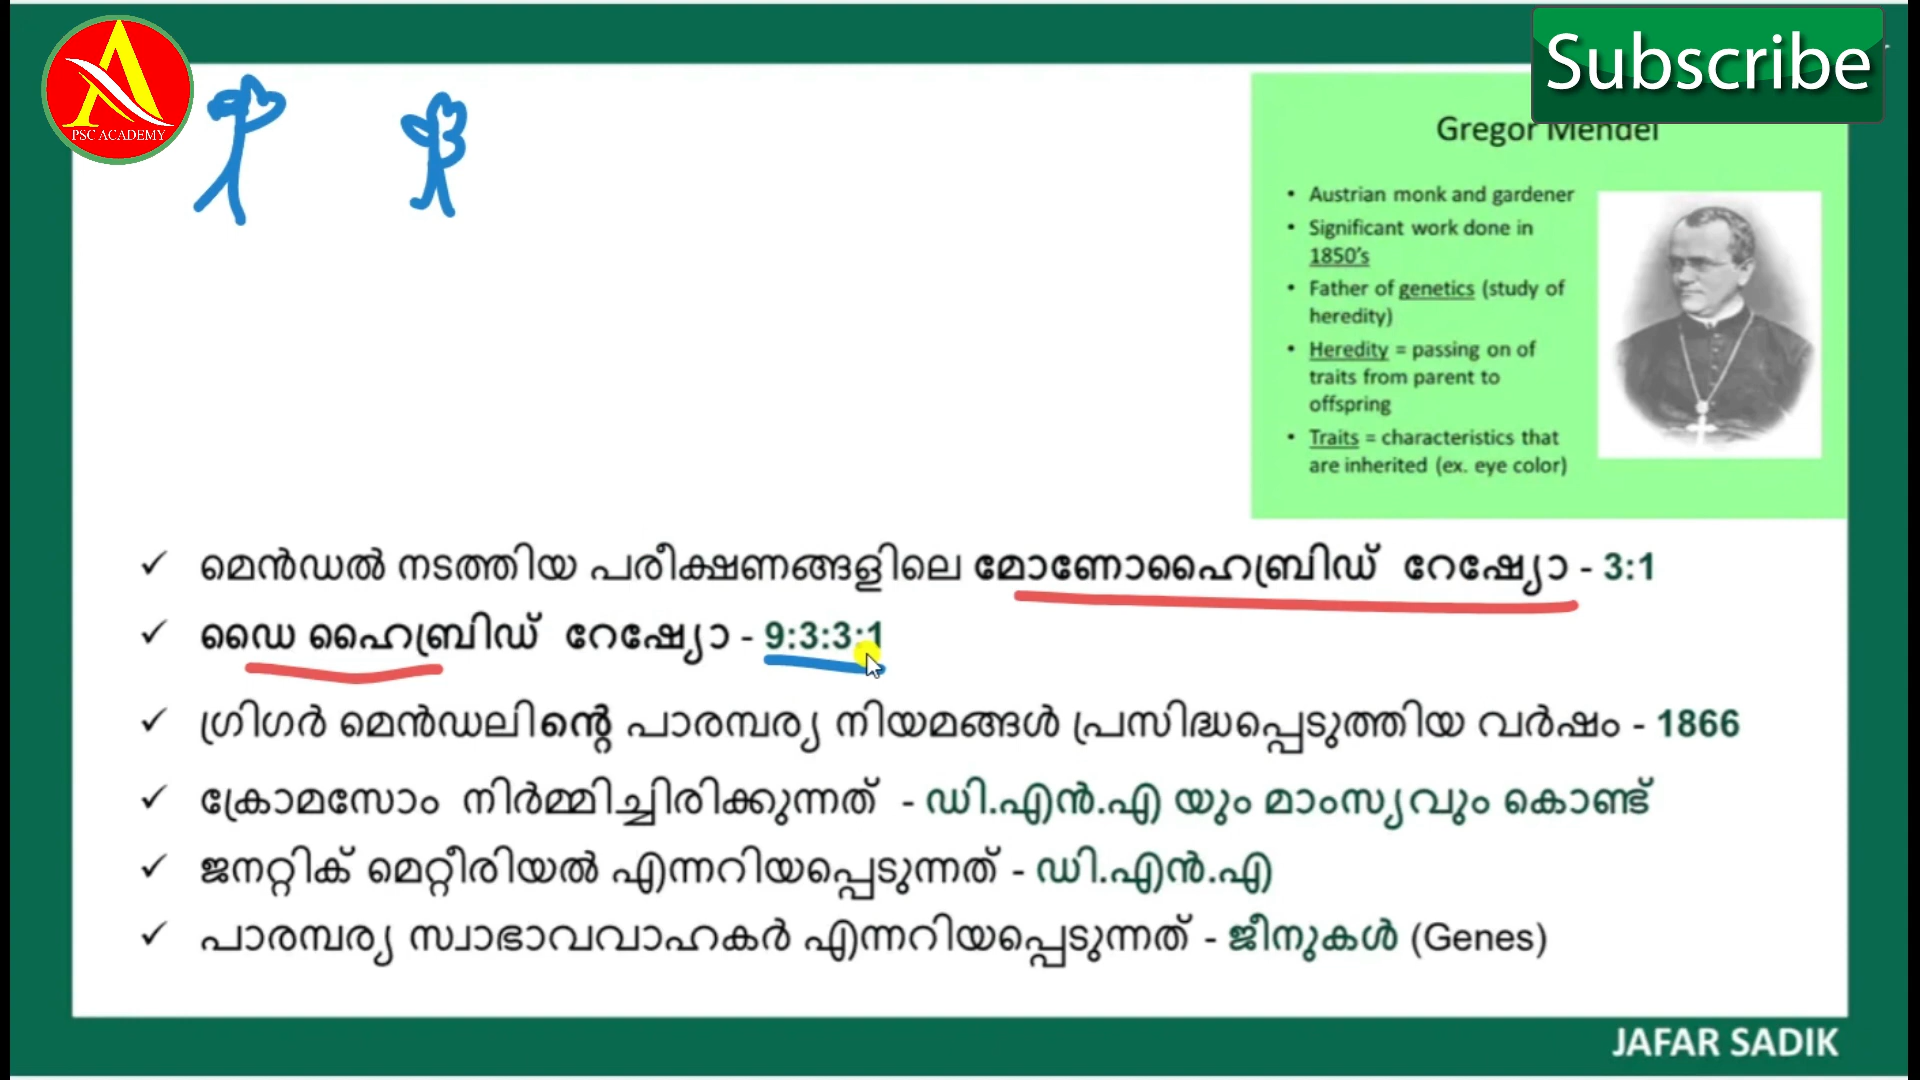 PSC ACADEMY
Subscribe
Gregor Mendel
• Austrian monk and gardener
• Significant work done in
1850's
• Father of genetics (study of
heredity)
• Heredity = passing on of
traits from parent to
offspring
• Traits = characteristics that
are inherited (ex. eye color)
✓ മെൻഡൽ നടത്തിയ പരീക്ഷണങ്ങളിലെ മോണോഹൈബ്രിഡ് റേഷ്യോ - 3:1
✓ ഡൈ ഹൈബ്രിഡ് റേഷ്യോ - 9:3:3:1
✓ ഗ്രിഗർ മെൻഡലിന്റെ പാരമ്പര്യ നിയമങ്ങൾ പ്രസിദ്ധപ്പെടുത്തിയ വർഷം - 1866
✓ ക്രോമസോം നിർമ്മിച്ചിരിക്കുന്നത് - ഡി.എൻ.എ യും മാംസ്യവും കൊണ്ട്
✓ ജനറ്റിക് മെറ്റീരിയൽ എന്നറിയപ്പെടുന്നത് - ഡി.എൻ.എ
✓ പാരമ്പര്യ സ്വാഭാവവാഹകർ എന്നറിയപ്പെടുന്നത് - ജീനുകൾ (Genes)
JAFAR SADIK